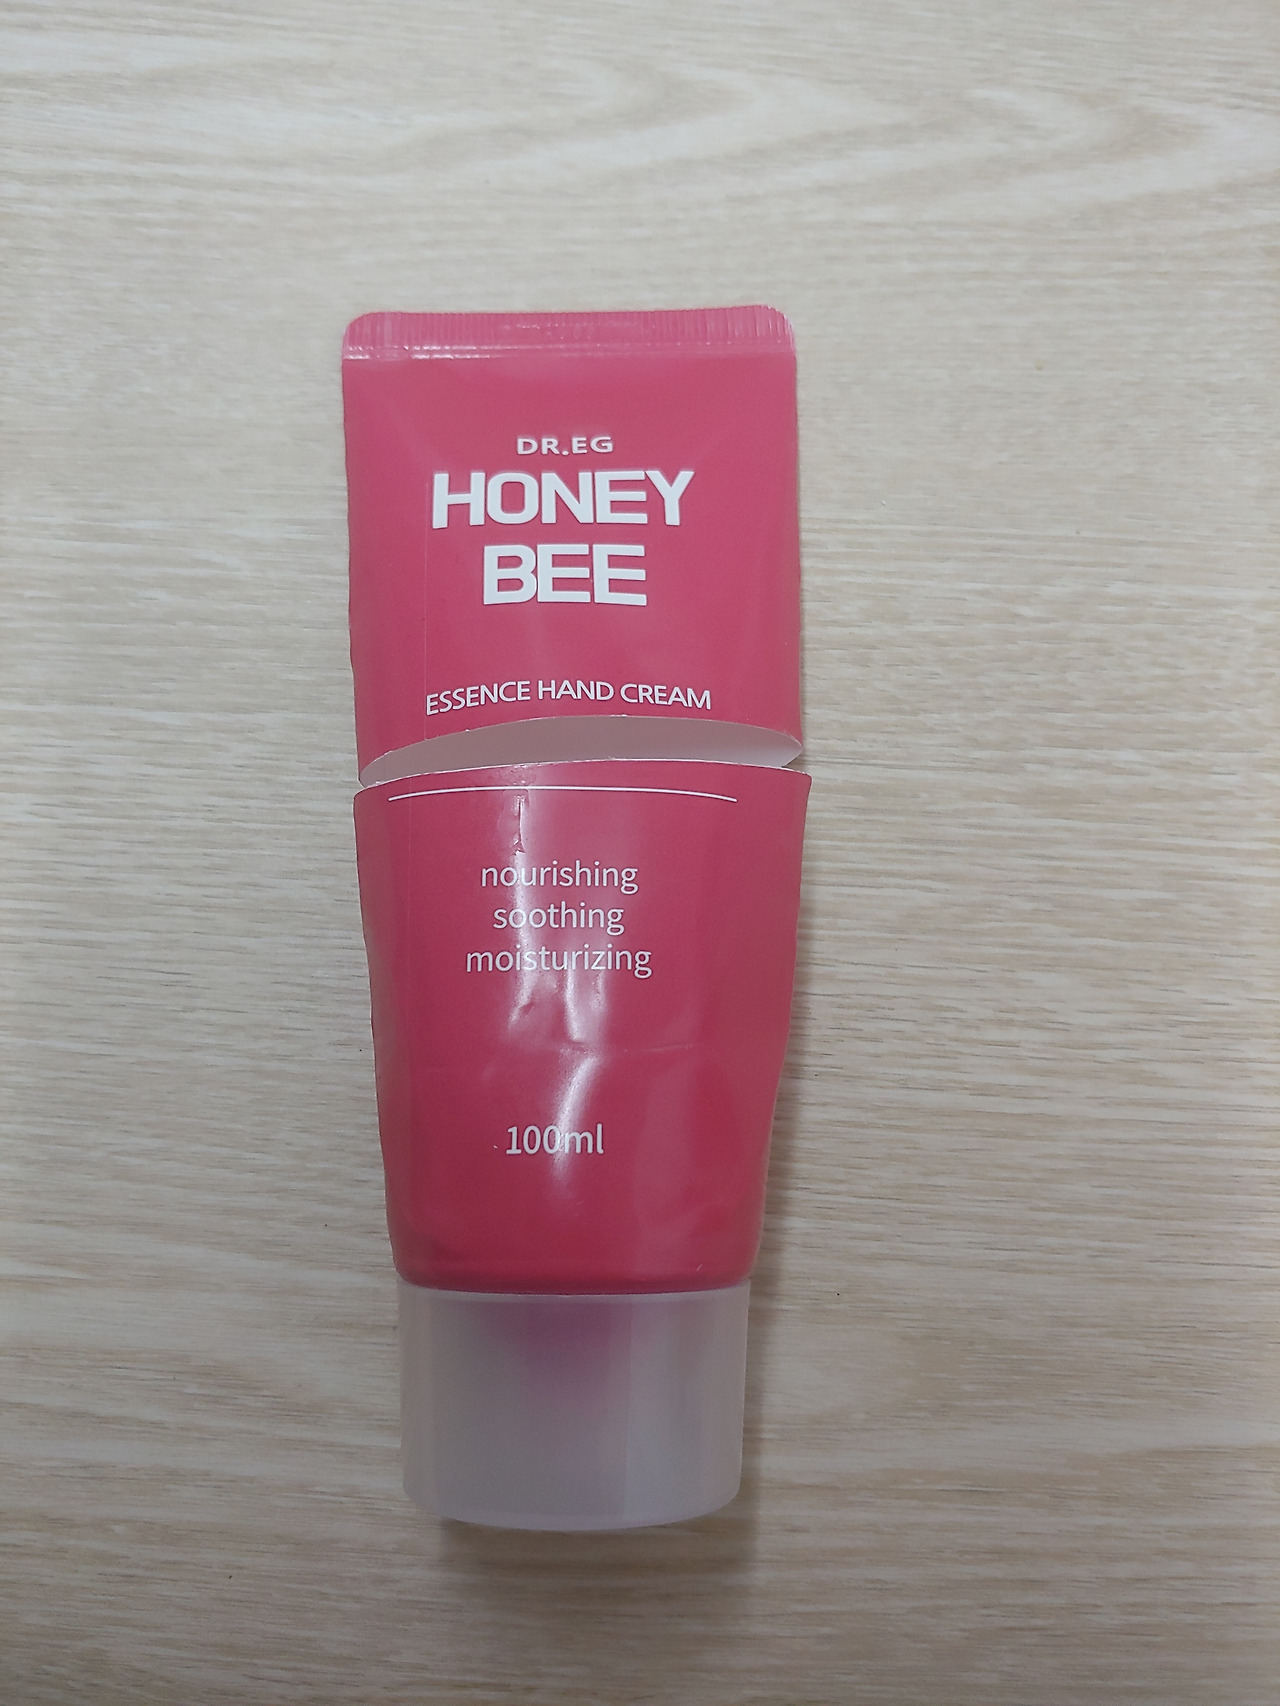 DR.EG
HONEY
BEE
ESSENCE HAND CREAM
nourishing
soothing
moisturizing
100ml